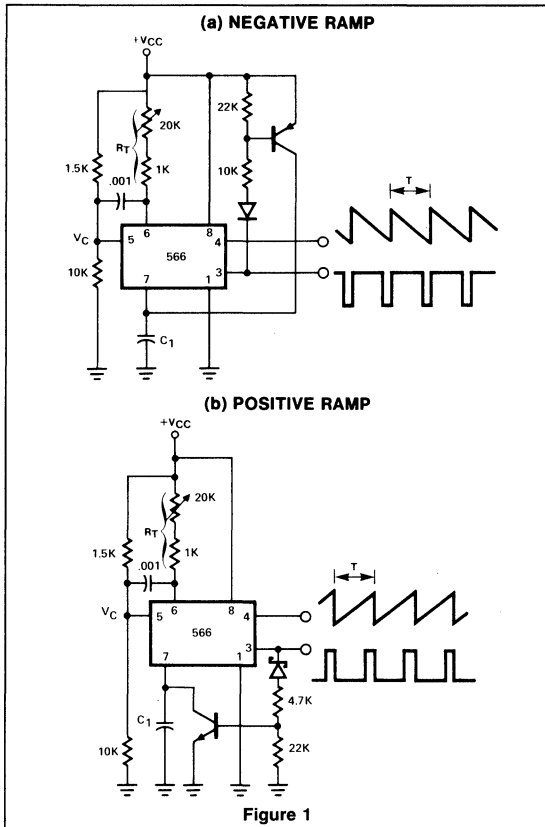 (a) NEGATIVE RAMP
+VCC
22K
20K
RT
1.5K
1K
10K
.001
T
VC
5
6
8
4
566
3
10K
7
1
C1
(b) POSITIVE RAMP
+VCC
20K
RT
1.5K
1K
.001
T
VC
5
6
8
4
566
3
7
1
4.7K
C1
10K
22K
Figure 1